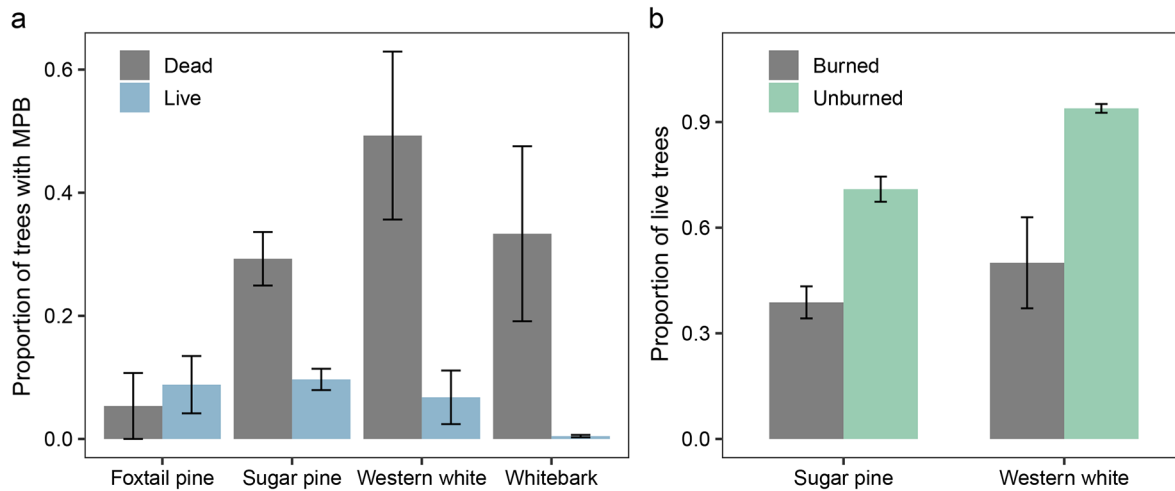 a
Proportion of trees with MPB
0.6
0.4
0.2
0.0
Dead
Live
Foxtail pine
Sugar pine
Western white
Whitebark
b
Proportion of live trees
0.9
0.6
0.3
0.0
Burned
Unburned
Sugar pine
Western white